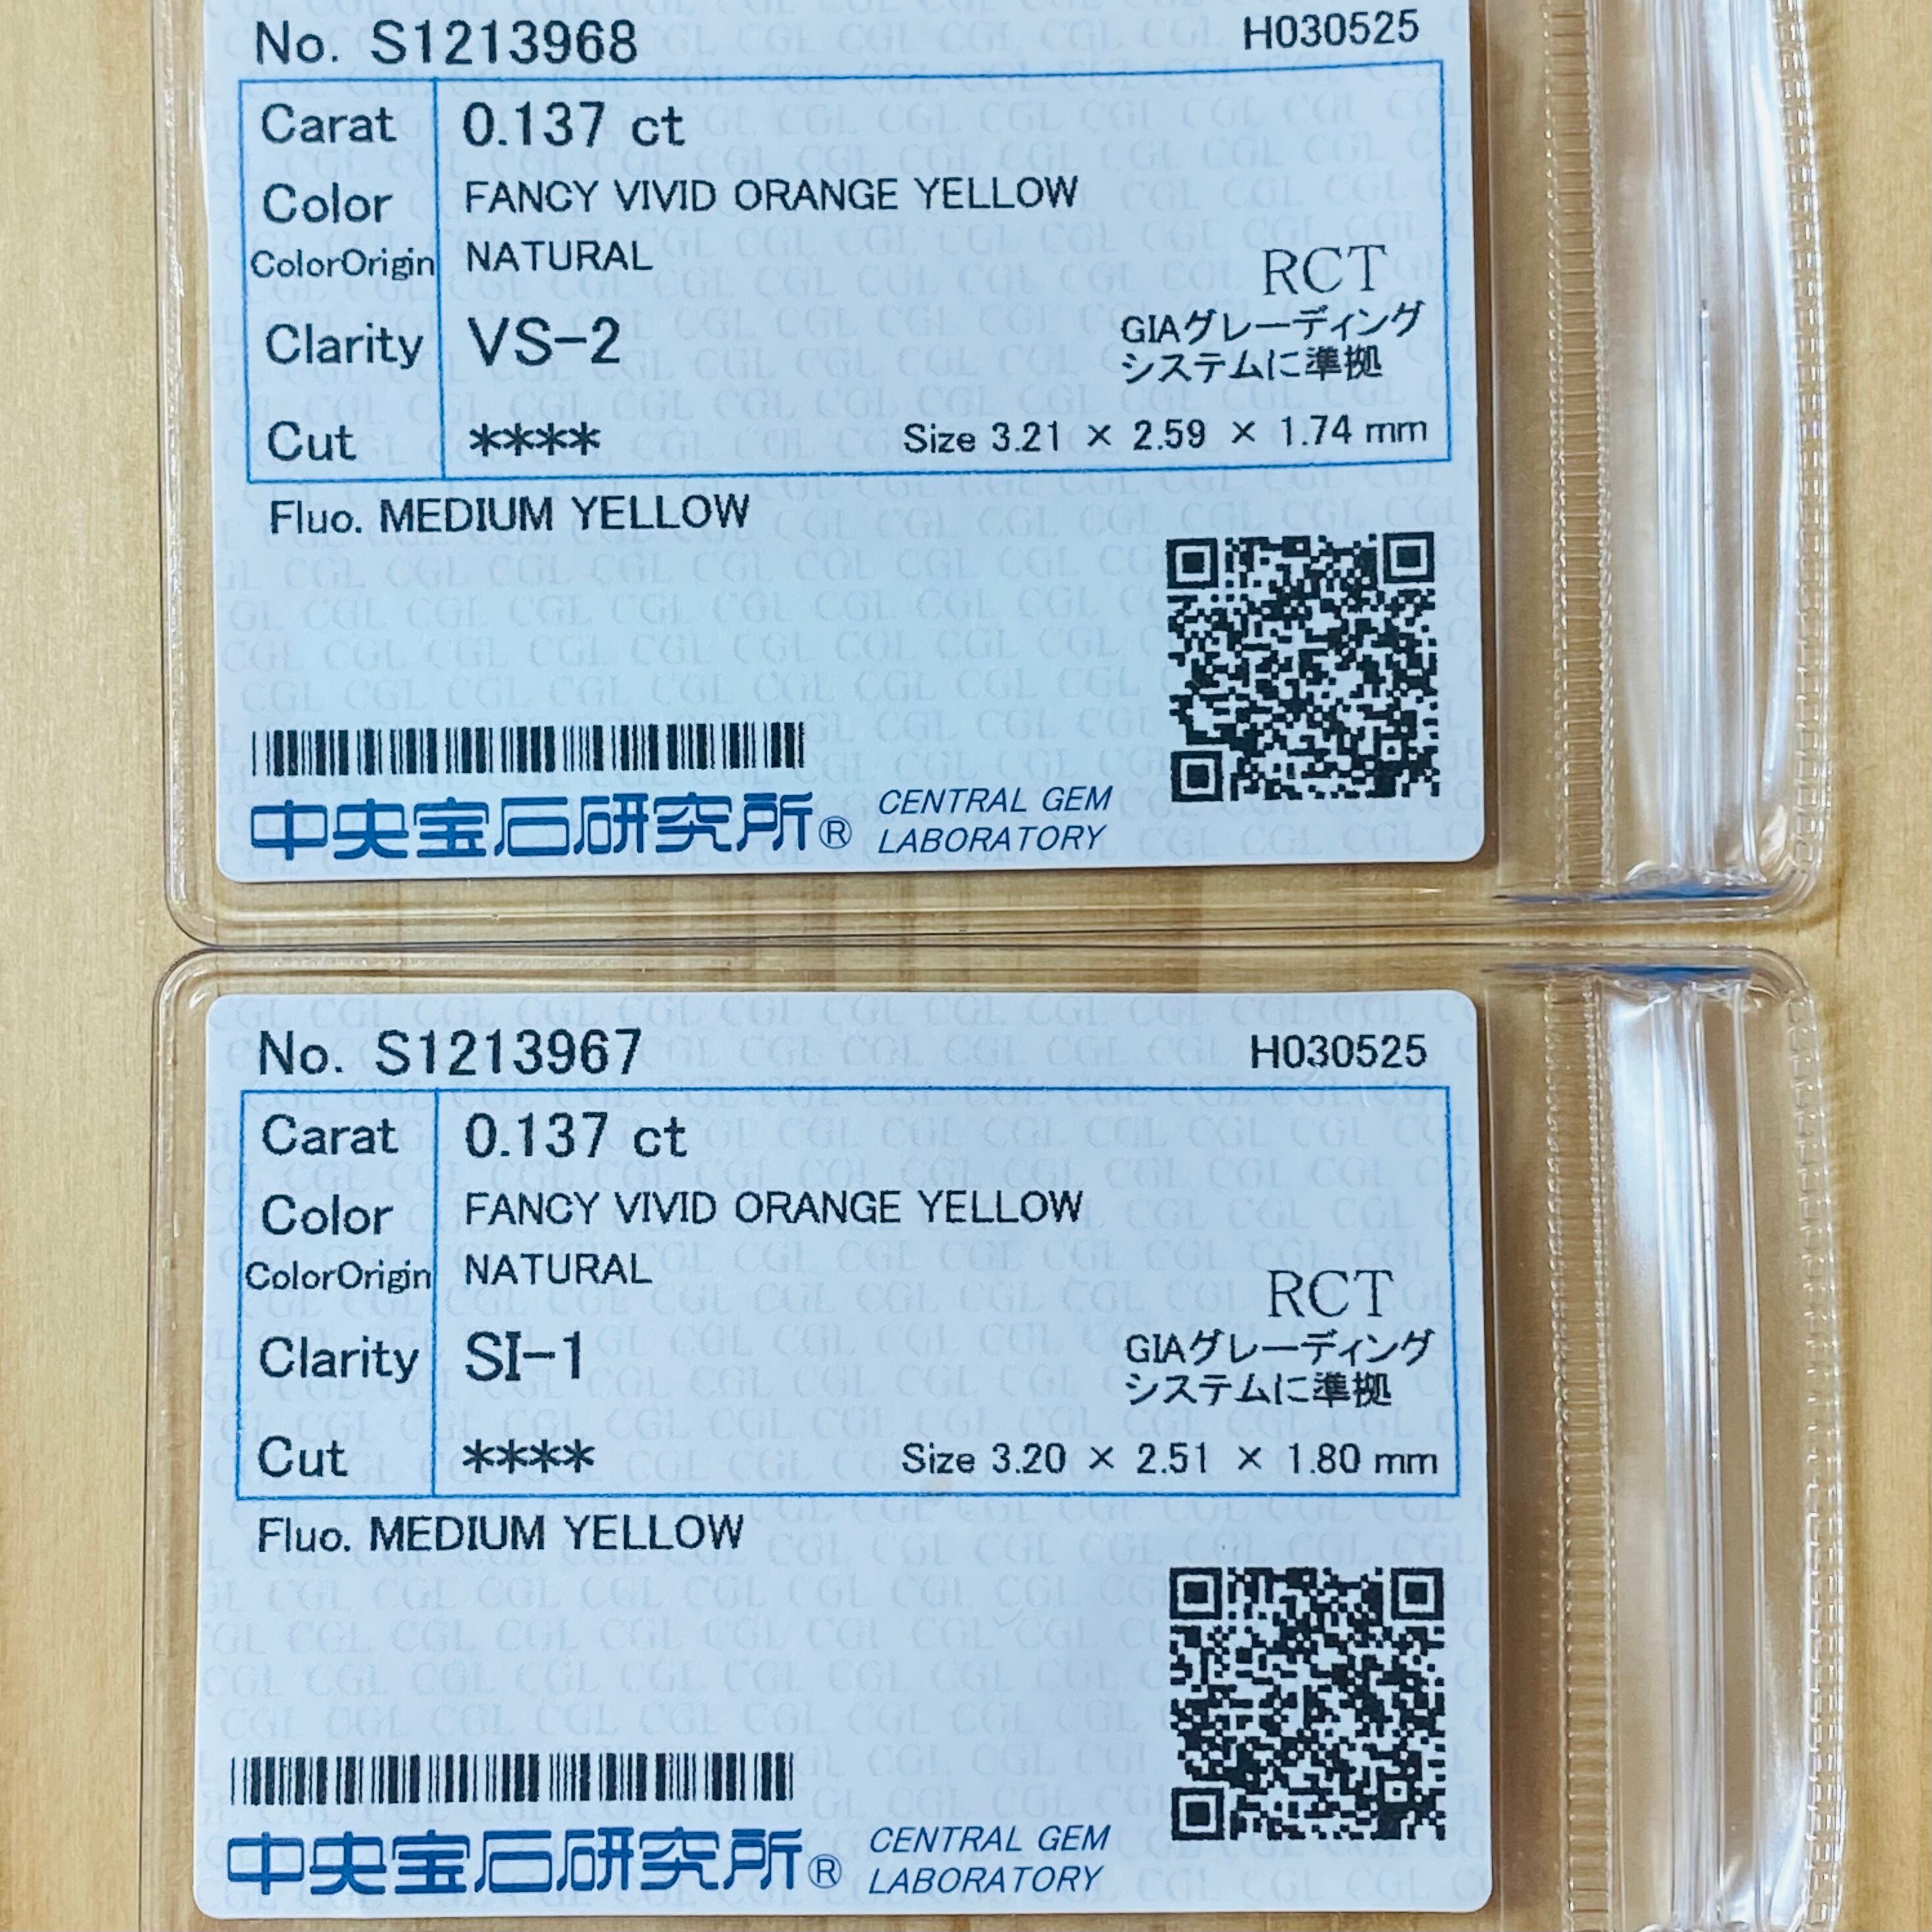 No. S1213968 H030525
Carat 0.137 ct
Color FANCY VIVID ORANGE YELLOW
ColorOrigin NATURAL
RCT
Clarity VS-2
GIAグレーディング
システムに準拠
Cut **** Size 3.21 × 2.59 × 1.74 mm
Fluo. MEDIUM YELLOW
中央宝石研究所® CENTRAL GEM
LABORATORY
No. S1213967 H030525
Carat 0.137 ct
Color FANCY VIVID ORANGE YELLOW
ColorOrigin NATURAL
RCT
Clarity SI-1
GIAグレーディング
システムに準拠
Cut **** Size 3.20 × 2.51 × 1.80 mm
Fluo. MEDIUM YELLOW
中央宝石研究所® CENTRAL GEM
LABORATORY